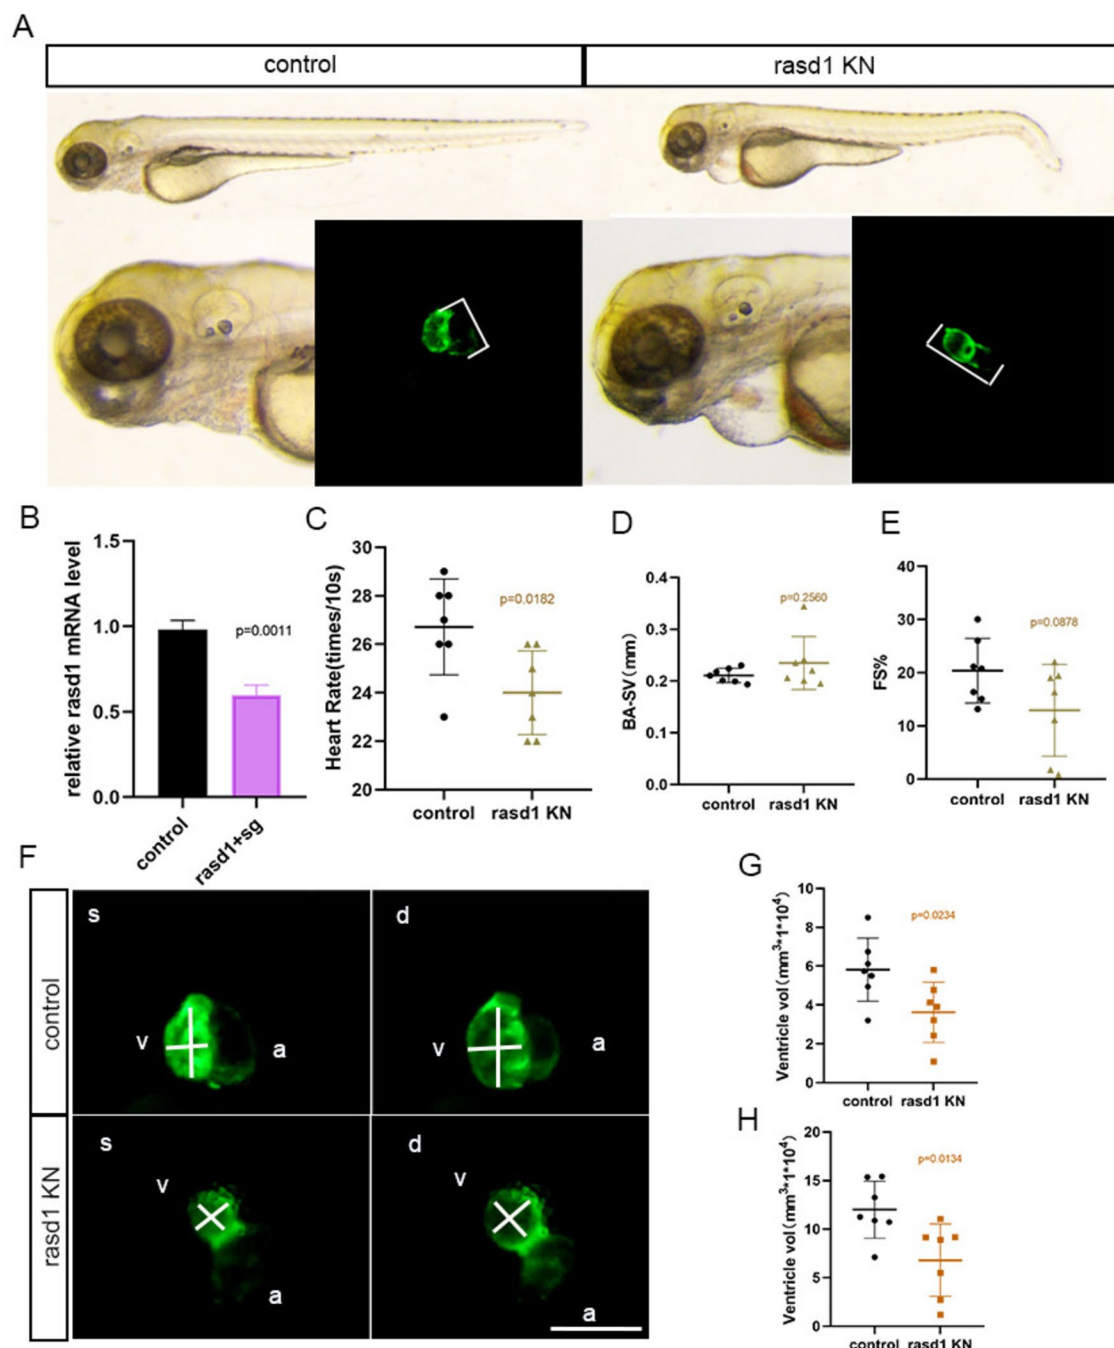 A
control
rasd1 KN
B
relative rasd1 mRNA level
1.5
1.0
0.5
0.0
p=0.0011
control
rasd1+sg
C
Heart Rate(times/10s)
30
28
26
24
22
20
p=0.0182
control
rasd1 KN
D
BA-SV(mm)
0.4
0.3
0.2
0.1
0.0
p=0.2560
control
rasd1 KN
E
FS%
40
30
20
10
0
p=0.0878
control
rasd1 KN
F
control
s
v
a
d
v
a
rasd1 KN
s
v
a
d
v
a
G
Ventricle vol(mm³*1*10⁴)
10
8
6
4
2
0
p=0.0234
control
rasd1 KN
H
Ventricle vol(mm³*1*10⁴)
20
15
10
5
0
p=0.0134
control
rasd1 KN